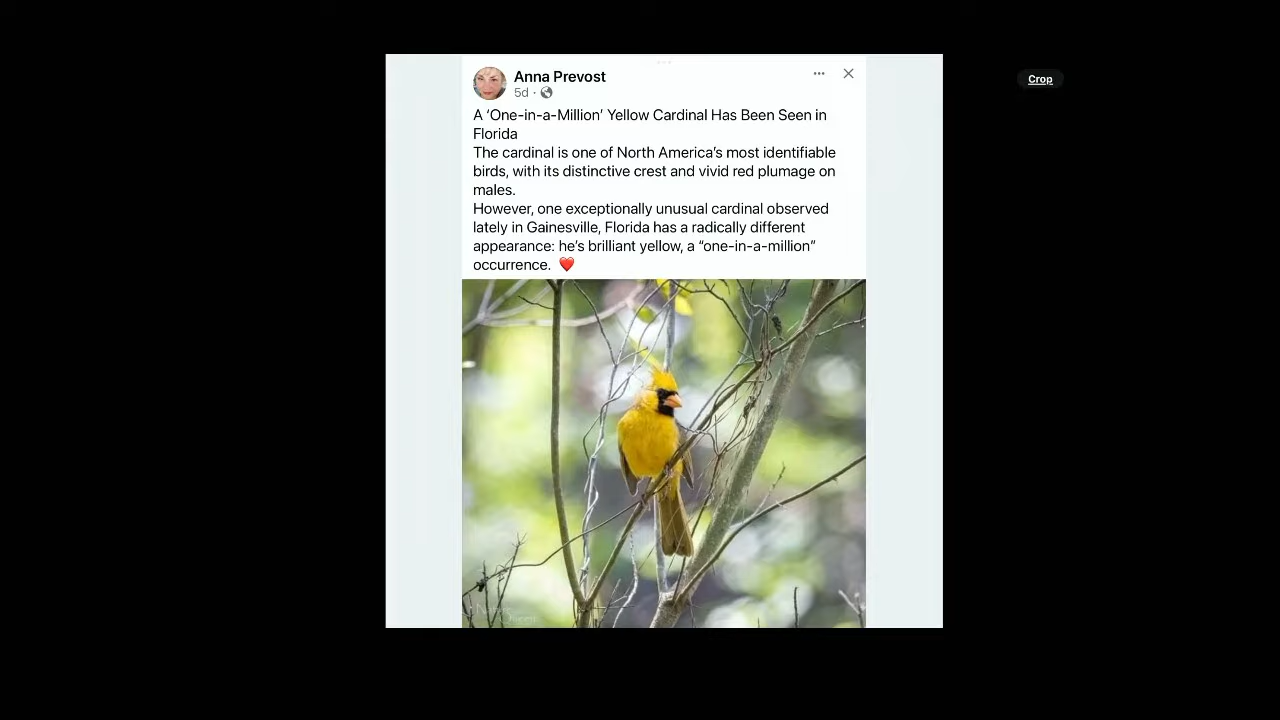 Anna Prevost
5d ·
Crop
A ‘One-in-a-Million’ Yellow Cardinal Has Been Seen in
Florida
The cardinal is one of North America’s most identifiable
birds, with its distinctive crest and vivid red plumage on
males.
However, one exceptionally unusual cardinal observed
lately in Gainesville, Florida has a radically different
appearance: he’s brilliant yellow, a “one-in-a-million”
occurrence. ❤️